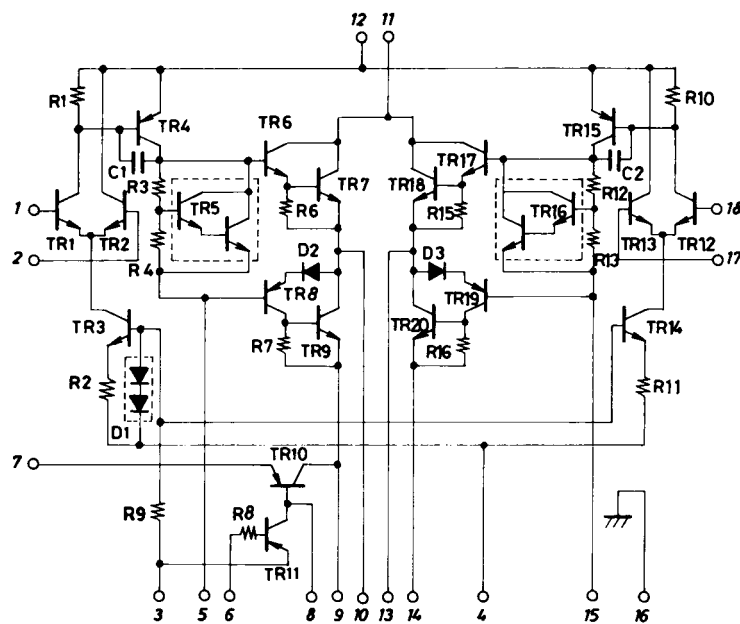 12 11
R1 R10
TR4 TR15
TR6 TR17
C1 C2
R3 R12
TR5 TR7 TR18 TR16
R6 R15
1 18
TR1 TR2 TR13 TR12
D2 D3
2 R4 R13 17
TR8 TR19
TR3 TR14
R7 TR9 TR20 R16
R2 R11
D1
7 TR10
R9 R8
TR11
3 5 6 8 9 10 13 14 4 15 16